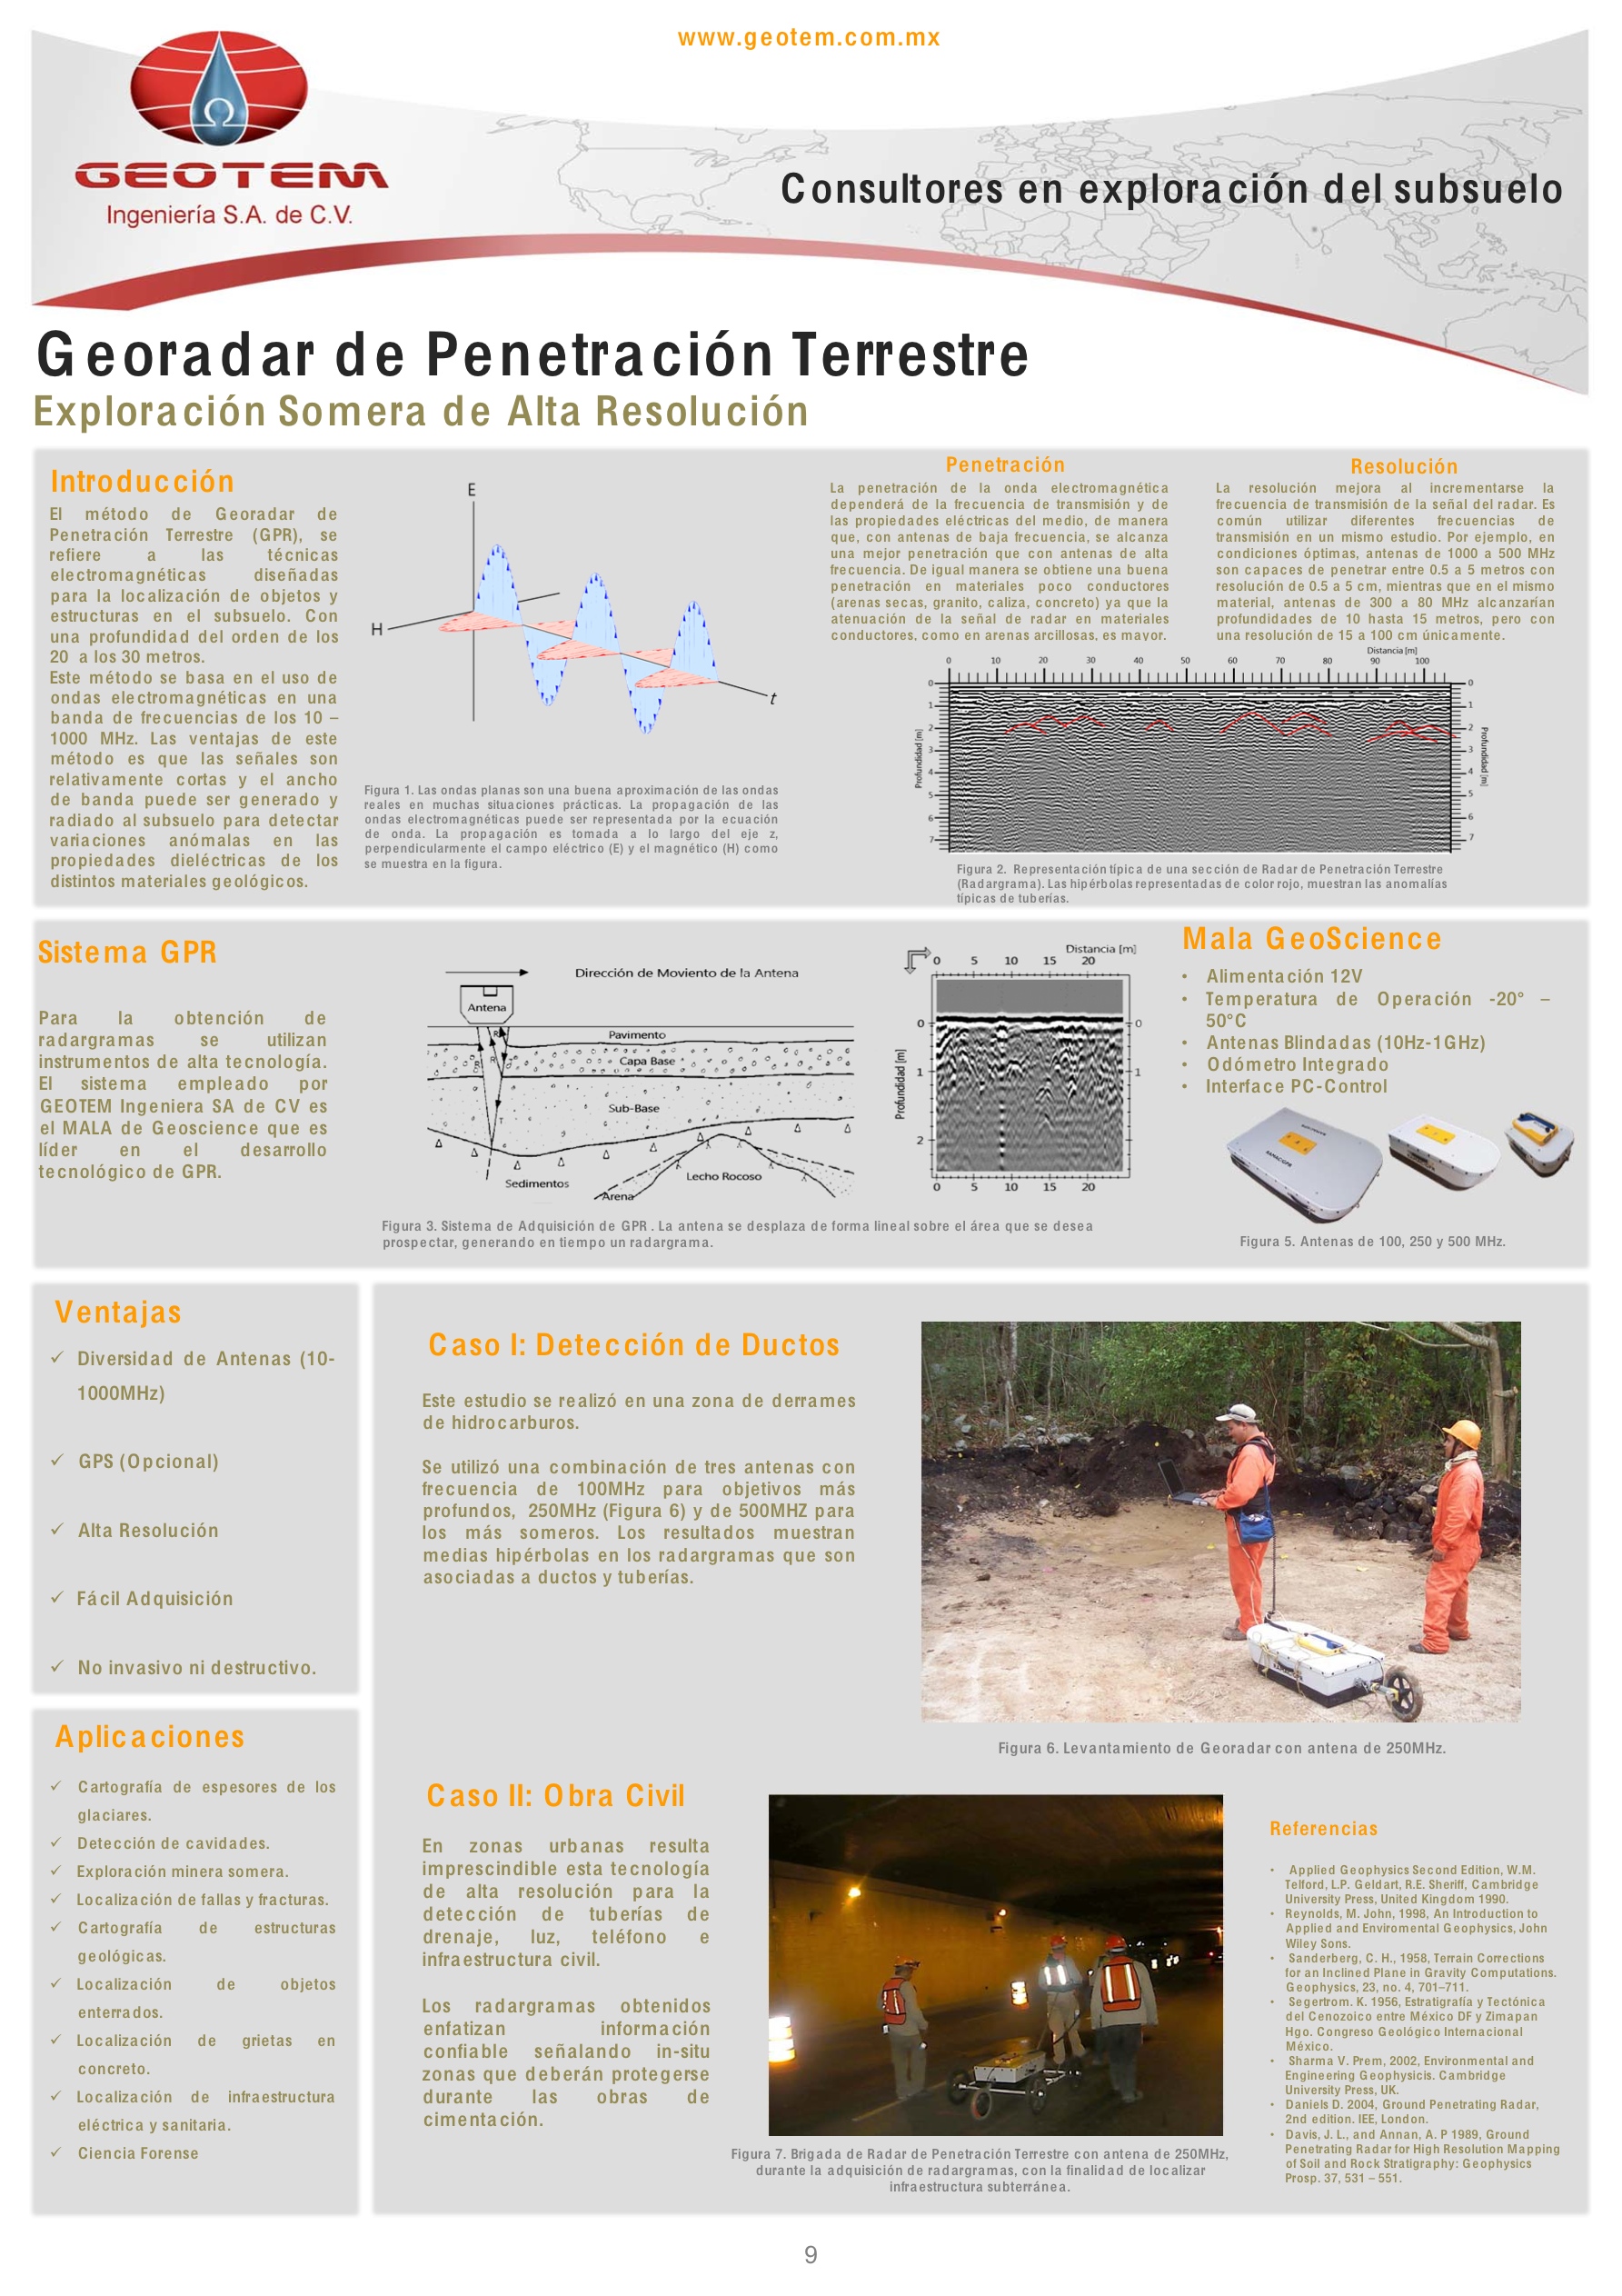 www.geotem.com.mx
GEOTEM
Ingeniería S.A. de C.V.
Consultores en exploración del subsuelo
Georadar de Penetración Terrestre
Exploración Somera de Alta Resolución
Introducción
El método de Georadar de
Penetración Terrestre (GPR), se
refiere a las técnicas
electromagnéticas diseñadas
para la localización de objetos y
estructuras en el subsuelo. Con
una profundidad del orden de los
20 a los 30 metros.
Este método se basa en el uso de
ondas electromagnéticas en una
banda de frecuencias de los 10 –
1000 MHz. Las ventajas de este
método es que las señales son
relativamente cortas y el ancho
de banda puede ser generado y
radiado al subsuelo para detectar
variaciones anómalas en las
propiedades dieléctricas de los
distintos materiales geológicos.
E
H
t
Figura 1. Las ondas planas son una buena aproximación de las ondas
reales en muchas situaciones prácticas. La propagación de las
ondas electromagnéticas puede ser representada por la ecuación
de onda. La propagación es tomada a lo largo del eje z,
perpendicularmente el campo eléctrico (E) y el magnético (H) como
se muestra en la figura.
Penetración
La penetración de la onda electromagnética
dependerá de la frecuencia de transmisión y de
las propiedades eléctricas del medio, de manera
que, con antenas de baja frecuencia, se alcanza
una mejor penetración que con antenas de alta
frecuencia. De igual manera se obtiene una buena
penetración en materiales poco conductores
(arenas secas, granito, caliza, concreto) ya que la
atenuación de la señal de radar en materiales
conductores, como en arenas arcillosas, es mayor.
Resolución
La resolución mejora al incrementarse la
frecuencia de transmisión de la señal del radar. Es
común utilizar diferentes frecuencias de
transmisión en un mismo estudio. Por ejemplo, en
condiciones óptimas, antenas de 1000 a 500 MHz
son capaces de penetrar entre 0.5 a 5 metros con
resolución de 0.5 a 5 cm, mientras que en el mismo
material, antenas de 300 a 80 MHz alcanzarían
profundidades de 10 hasta 15 metros, pero con
una resolución de 15 a 100 cm únicamente.
Distancia [m]
0 10 20 30 40 50 60 70 80 90 100
Profundidad [m]
0
1
2
3
4
5
6
7
0
1
2
3
4
5
6
7
Profundidad [m]
Figura 2. Representación típica de una sección de Radar de Penetración Terrestre
(Radargrama). Las hipérbolas representadas de color rojo, muestran las anomalías
típicas de tuberías.
Sistema GPR
Para la obtención de
radargramas se utilizan
instrumentos de alta tecnología.
El sistema empleado por
GEOTEM Ingeniera SA de CV es
el MALA de Geoscience que es
líder en el desarrollo
tecnológico de GPR.
Dirección de Moviento de la Antena
Antena
R
R
R
T
Pavimento
Capa Base
Sub-Base
Sedimentos
Arena
Lecho Rocoso
Distancia [m]
0 5 10 15 20
Profundidad [m]
0
1
2
0
1
0 5 10 15 20
Figura 3. Sistema de Adquisición de GPR . La antena se desplaza de forma lineal sobre el área que se desea
prospectar, generando en tiempo un radargrama.
Mala GeoScience
• Alimentación 12V
• Temperatura de Operación -20° –
50°C
• Antenas Blindadas (10Hz-1GHz)
• Odómetro Integrado
• Interface PC-Control
Figura 5. Antenas de 100, 250 y 500 MHz.
Ventajas
✓ Diversidad de Antenas (10-
1000MHz)
✓ GPS (Opcional)
✓ Alta Resolución
✓ Fácil Adquisición
✓ No invasivo ni destructivo.
Aplicaciones
✓ Cartografía de espesores de los
glaciares.
✓ Detección de cavidades.
✓ Exploración minera somera.
✓ Localización de fallas y fracturas.
✓ Cartografía de estructuras
geológicas.
✓ Localización de objetos
enterrados.
✓ Localización de grietas en
concreto.
✓ Localización de infraestructura
eléctrica y sanitaria.
✓ Ciencia Forense
Caso I: Detección de Ductos
Este estudio se realizó en una zona de derrames
de hidrocarburos.
Se utilizó una combinación de tres antenas con
frecuencia de 100MHz para objetivos más
profundos, 250MHz (Figura 6) y de 500MHZ para
los más someros. Los resultados muestran
medias hipérbolas en los radargramas que son
asociadas a ductos y tuberías.
Figura 6. Levantamiento de Georadar con antena de 250MHz.
Caso II: Obra Civil
En zonas urbanas resulta
imprescindible esta tecnología
de alta resolución para la
detección de tuberías de
drenaje, luz, teléfono e
infraestructura civil.
Los radargramas obtenidos
enfatizan información
confiable señalando in-situ
zonas que deberán protegerse
durante las obras de
cimentación.
Figura 7. Brigada de Radar de Penetración Terrestre con antena de 250MHz,
durante la adquisición de radargramas, con la finalidad de localizar
infraestructura subterránea.
Referencias
• Applied Geophysics Second Edition, W.M.
Telford, L.P. Geldart, R.E. Sheriff, Cambridge
University Press, United Kingdom 1990.
• Reynolds, M. John, 1998, An Introduction to
Applied and Enviromental Geophysics, John
Wiley Sons.
• Sanderberg, C. H., 1958, Terrain Corrections
for an Inclined Plane in Gravity Computations.
Geophysics, 23, no. 4, 701–711.
• Segertrom. K. 1956, Estratigrafía y Tectónica
del Cenozoico entre México DF y Zimapan
Hgo. Congreso Geológico Internacional
México.
• Sharma V. Prem, 2002, Environmental and
Engineering Geophysicis. Cambridge
University Press, UK.
• Daniels D. 2004, Ground Penetrating Radar,
2nd edition. IEE, London.
• Davis, J. L., and Annan, A. P 1989, Ground
Penetrating Radar for High Resolution Mapping
of Soil and Rock Stratigraphy: Geophysics
Prosp. 37, 531 – 551.
9